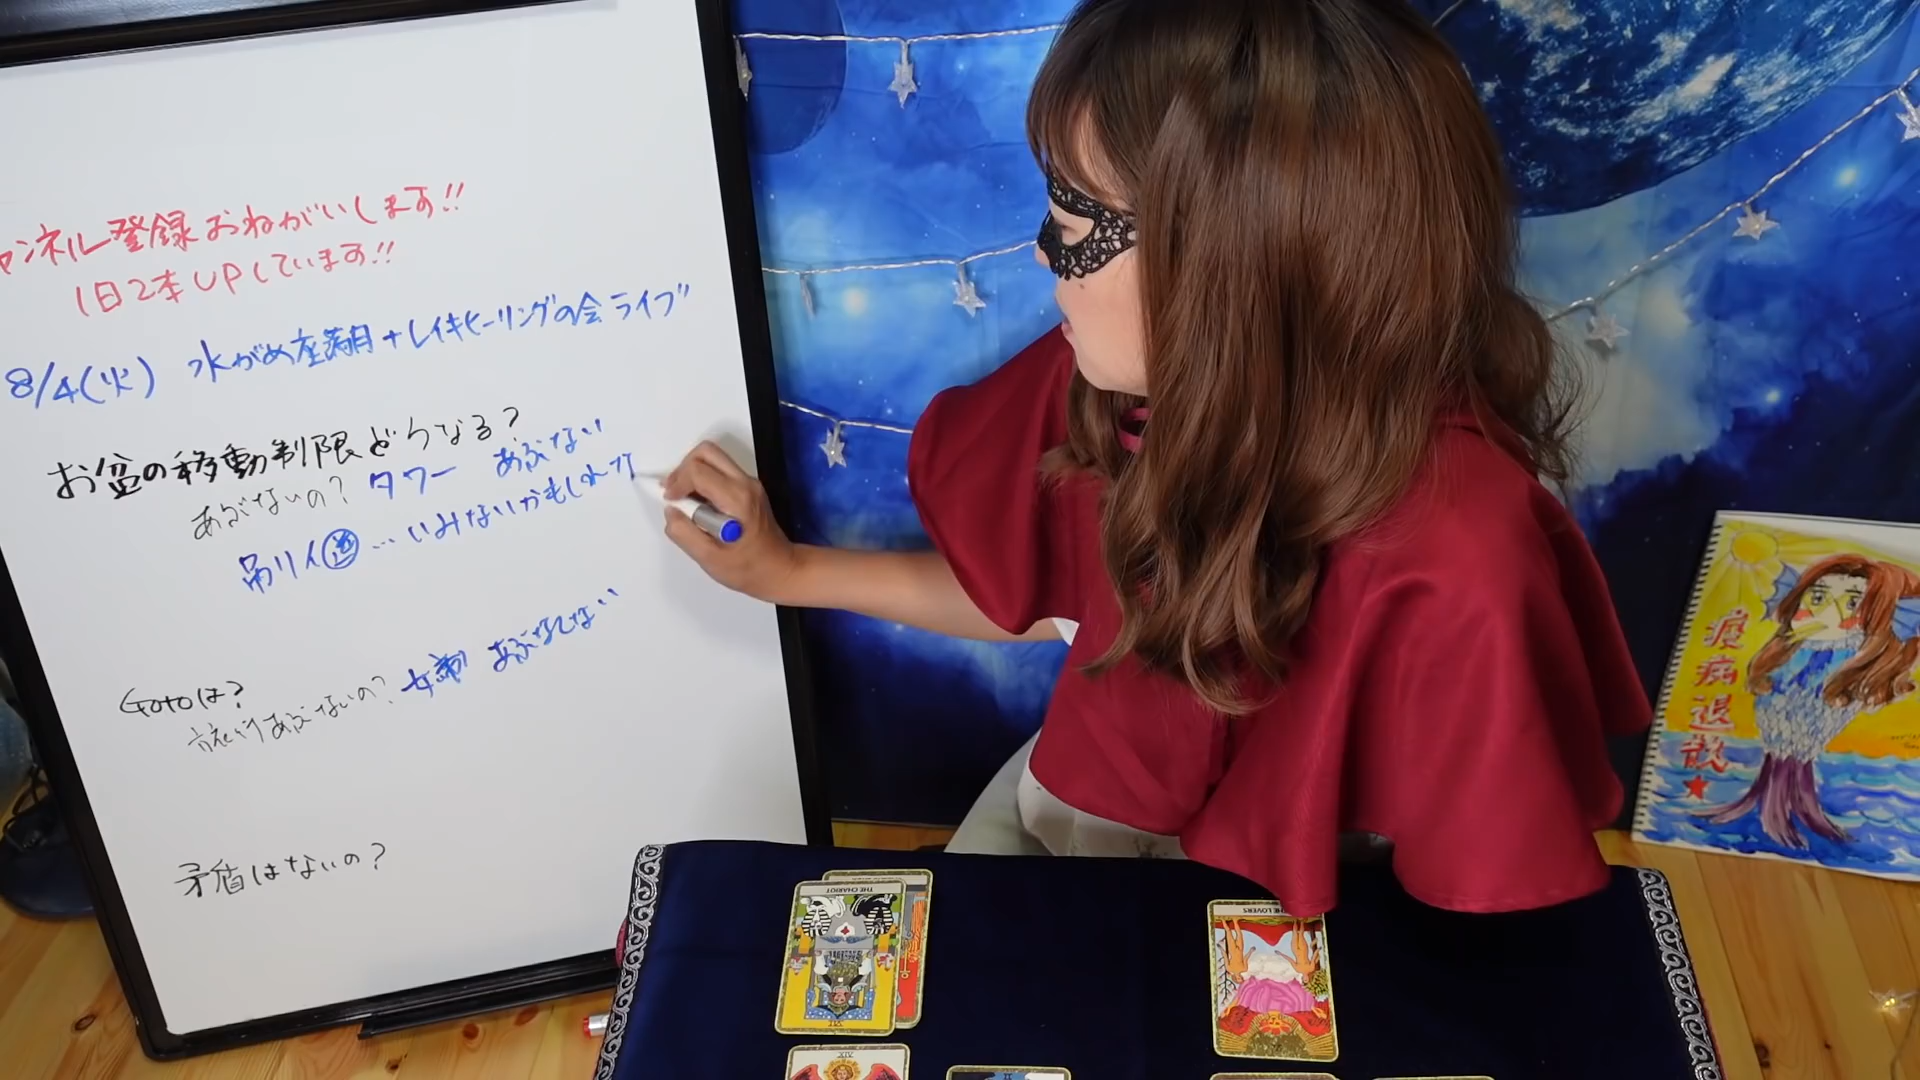 ャンネル登録おねがいします!!
1日2本UPしています!!
8/4(火) 水がめ座満月+レイキヒーリングの会ライブ
お盆の移動制限どうなる?
あぶないの? タワー あぶない
吊り人逆…いみないかもしれな
Gotoは?
旅行あぶないの? 女帝 あぶなくない
矛盾はないの?
THE CHARIOT
VII
THE LOVERS
XIX
疫病退散★